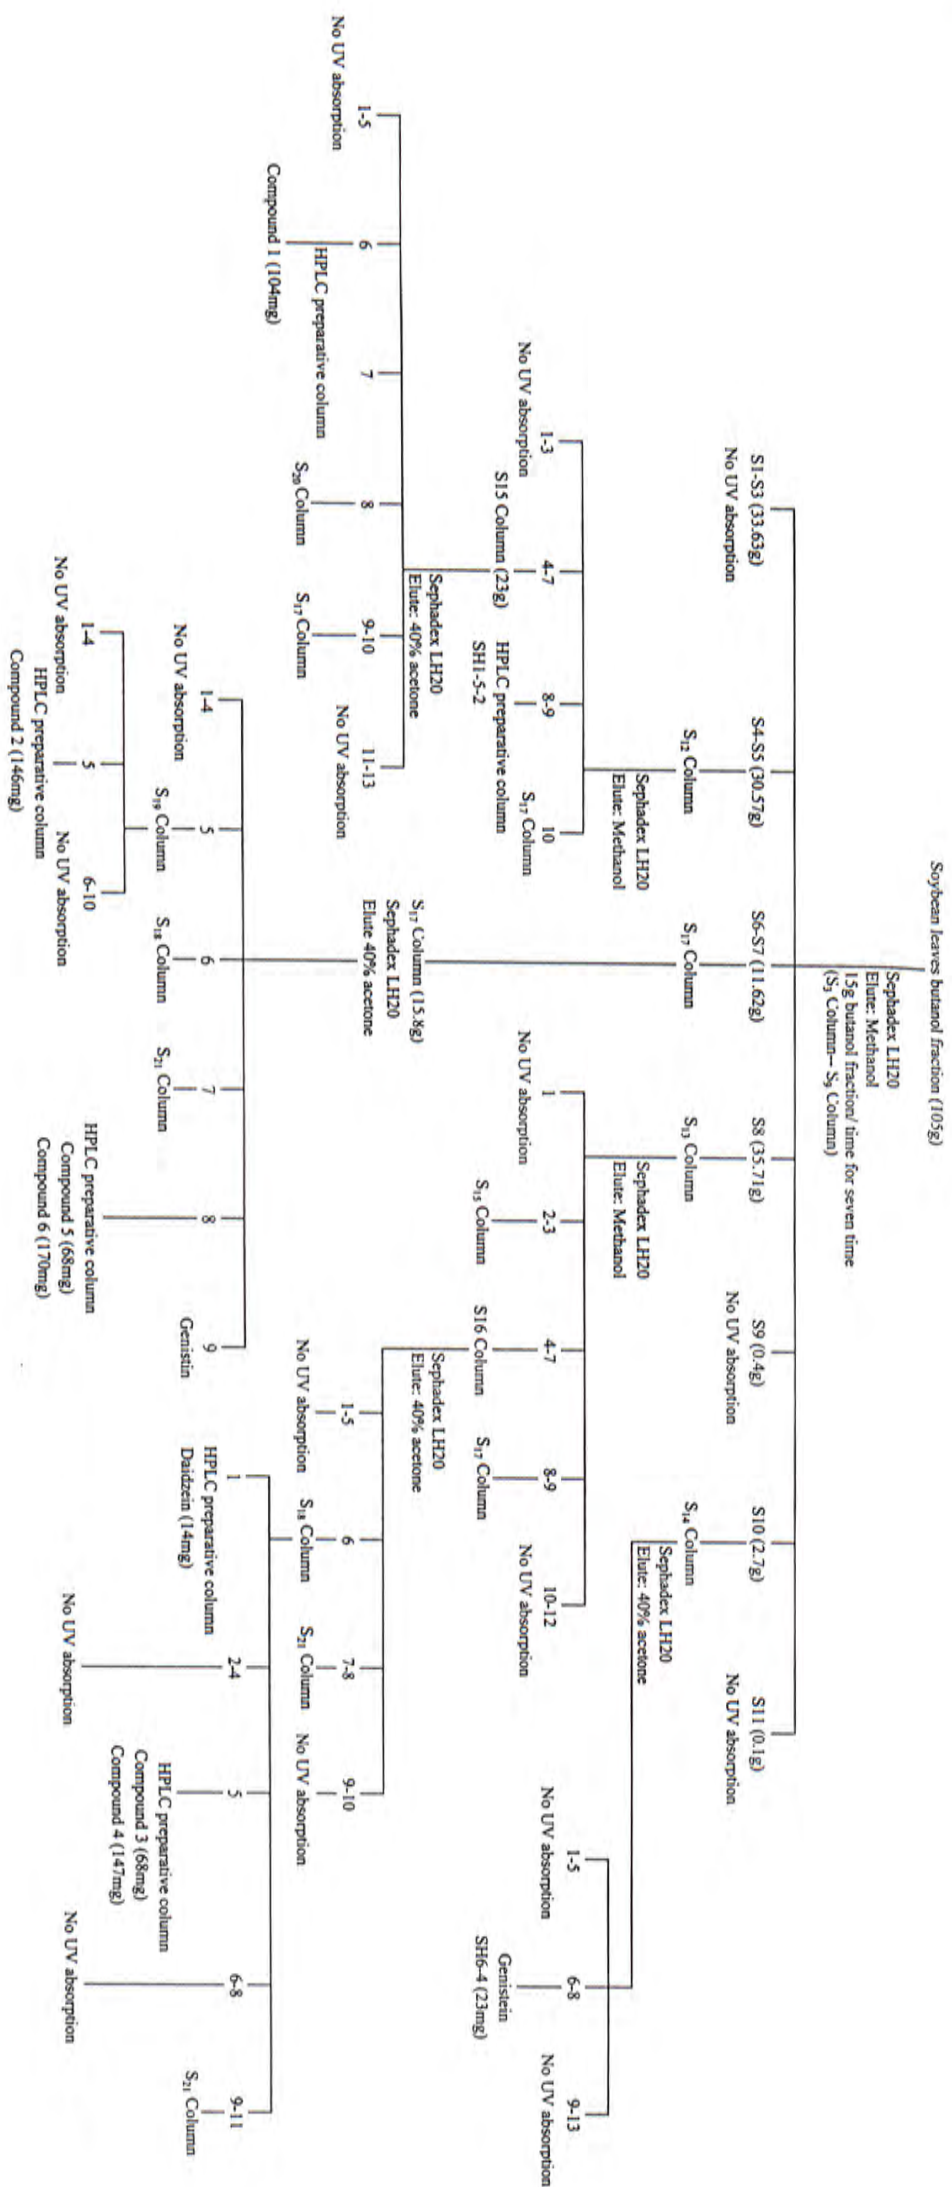 Soybean leaves butanol fraction (105g)
Sephadex LH20
Elute: Methanol
15g butanol fraction/ time for seven time
(S3 Column-- S9 Column)
S1-S3 (33.63g)
No UV absorption
S4-S5 (30.57g)
S12 Column
S6-S7 (11.62g)
S17 Column
S8 (35.71g)
S13 Column
S9 (0.4g)
No UV absorption
S10 (2.7g)
S14 Column
S11 (0.1g)
No UV absorption
Sephadex LH20
Elute: Methanol
1-3
No UV absorption
4-7
S15 Column (23g)
8-9
HPLC preparative column
SH1-5-2
10
S17 Column
Sephadex LH20
Elute: Methanol
1
No UV absorption
2-3
S15 Column
4-7
S16 Column
8-9
S17 Column
10-12
No UV absorption
Sephadex LH20
Elute: 40% acetone
1-5
No UV absorption
6-8
Genistein
SH6-4 (23mg)
9-13
No UV absorption
Sephadex LH20
Elute: 40% acetone
1-5
No UV absorption
6
HPLC preparative column
Compound 1 (104mg)
7
8
S20 Column
9-10
S17 Column
11-13
No UV absorption
S17 Column (15.8g)
Sephadex LH20
Elute 40% acetone
Sephadex LH20
Elute: 40% acetone
1-5
No UV absorption
6
S18 Column
7-8
S21 Column
9-10
No UV absorption
1-4
No UV absorption
5
S19 Column
6
S18 Column
7
S21 Column
8
HPLC preparative column
Compound 5 (68mg)
Compound 6 (170mg)
9
Genistin
1
HPLC preparative column
Daidzein (14mg)
2-4
No UV absorption
5
HPLC preparative column
Compound 3 (68mg)
Compound 4 (147mg)
6-8
No UV absorption
9-11
S21 Column
1-4
No UV absorption
5
HPLC preparative column
Compound 2 (146mg)
6-10
No UV absorption